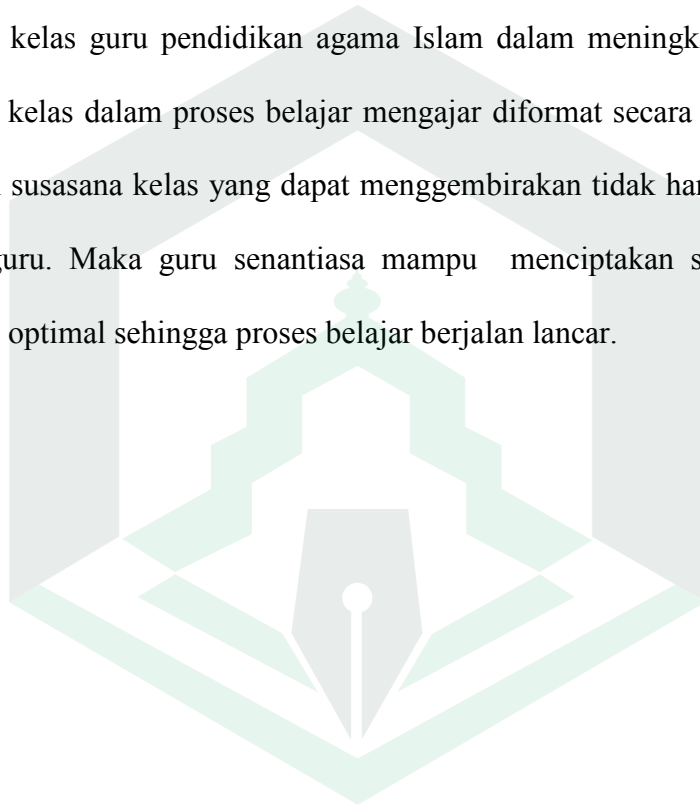 kelas guru pendidikan agama Islam dalam meningk
kelas dalam proses belajar mengajar diformat secara
susasana kelas yang dapat menggembirakan tidak har
guru. Maka guru senantiasa mampu menciptakan s
optimal sehingga proses belajar berjalan lancar.